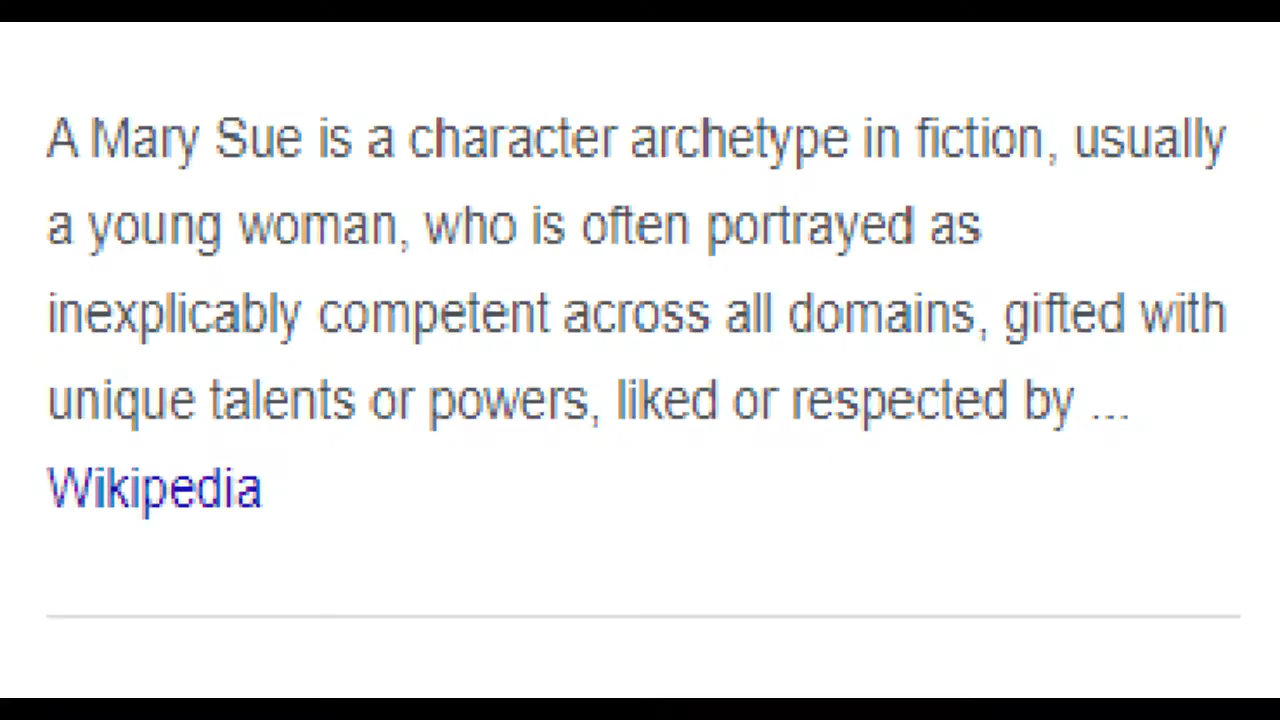 A Mary Sue is a character archetype in fiction, usually
a young woman, who is often portrayed as
inexplicably competent across all domains, gifted with
unique talents or powers, liked or respected by ...
Wikipedia